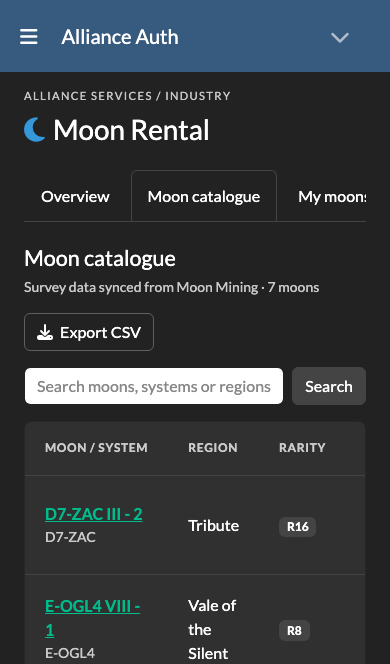 Alliance Auth
ALLIANCE SERVICES / INDUSTRY
Moon Rental
Overview
Moon catalogue
My moons
Moon catalogue
Survey data synced from Moon Mining · 7 moons
Export CSV
Search moons, systems or regions
Search
MOON / SYSTEM REGION RARITY
D7-ZAC III - 2
D7-ZAC
Tribute
R16
E-OGL4 VIII -
1
E-OGL4
Vale of
the
Silent
R8